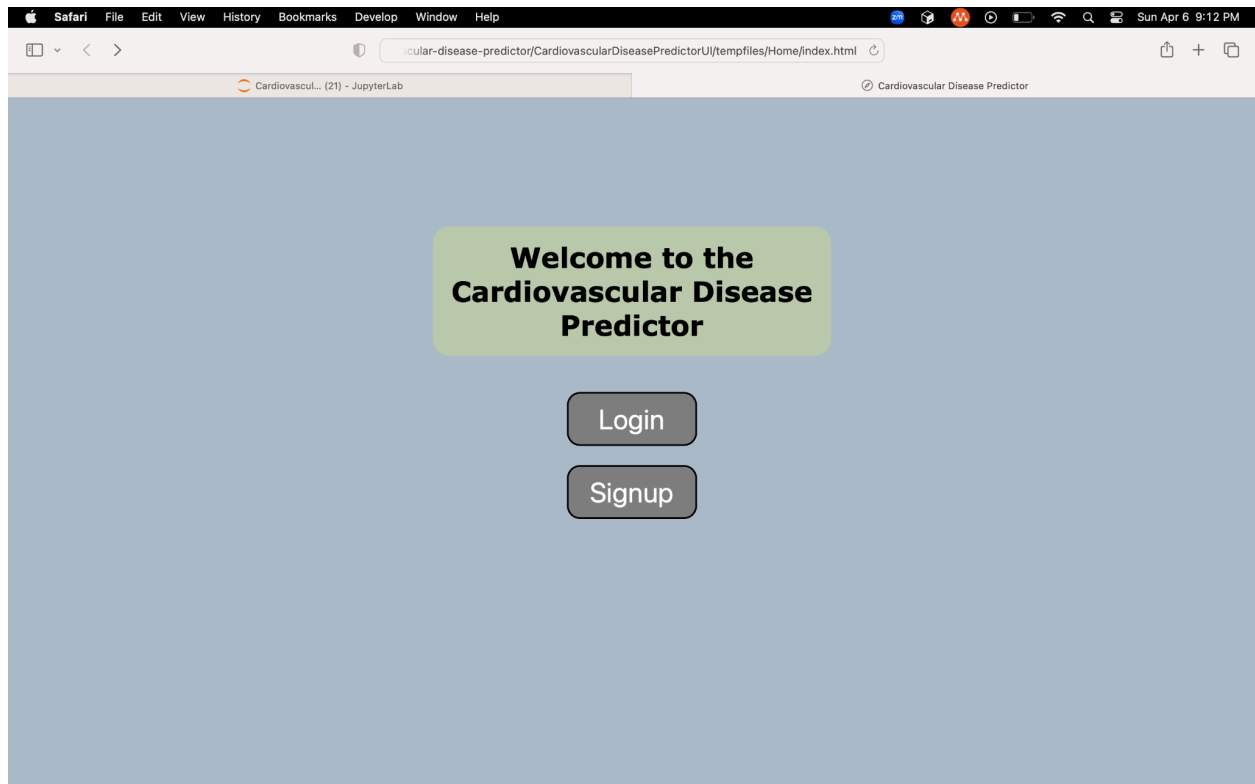 Safari File Edit View History Bookmarks Develop Window Help zm Sun Apr 6 9:12 PM
cular-disease-predictor/CardiovascularDiseasePredictorUI/tempfiles/Home/index.html
Cardiovascul... (21) - JupyterLab
Cardiovascular Disease Predictor
Welcome to the
Cardiovascular Disease
Predictor
Login
Signup